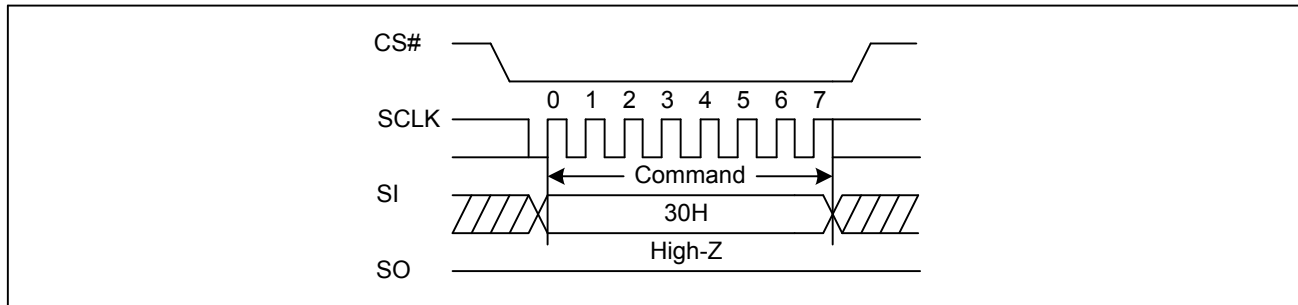 CS#
0 1 2 3 4 5 6 7
SCLK
Command
SI
30H
High-Z
SO